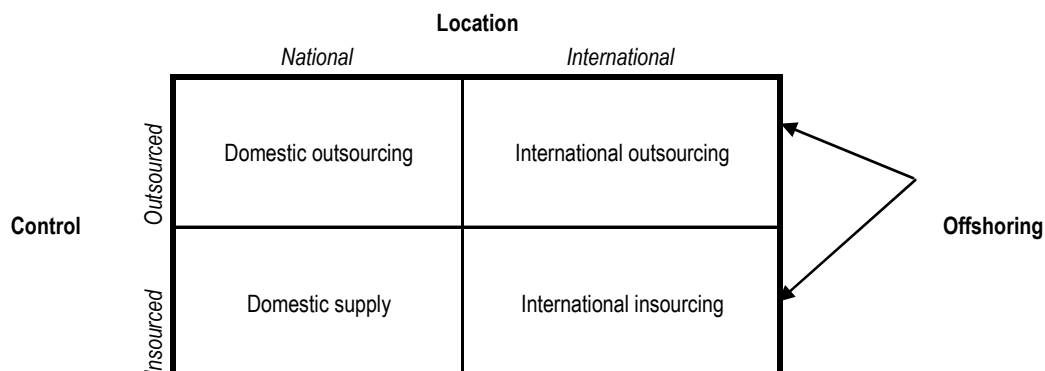 Location
National International
Outsourced
Domestic outsourcing International outsourcing
Control
Offshoring
Insourced
Domestic supply International insourcing